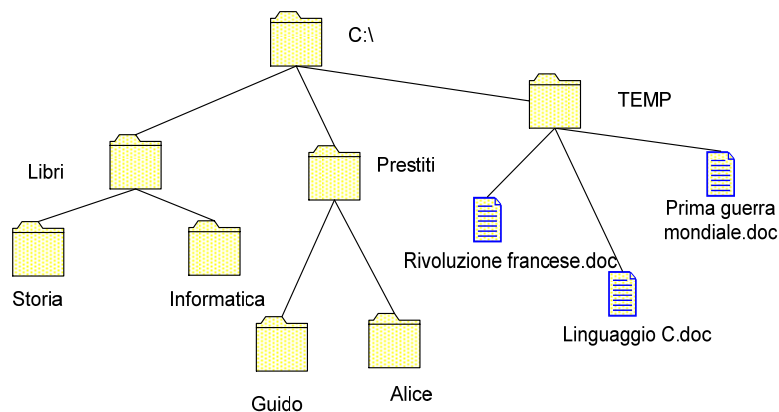 C:\
TEMP
Libri
Prestiti
Prima guerra
mondiale.doc
Rivoluzione francese.doc
Storia
Informatica
Linguaggio C.doc
Guido
Alice